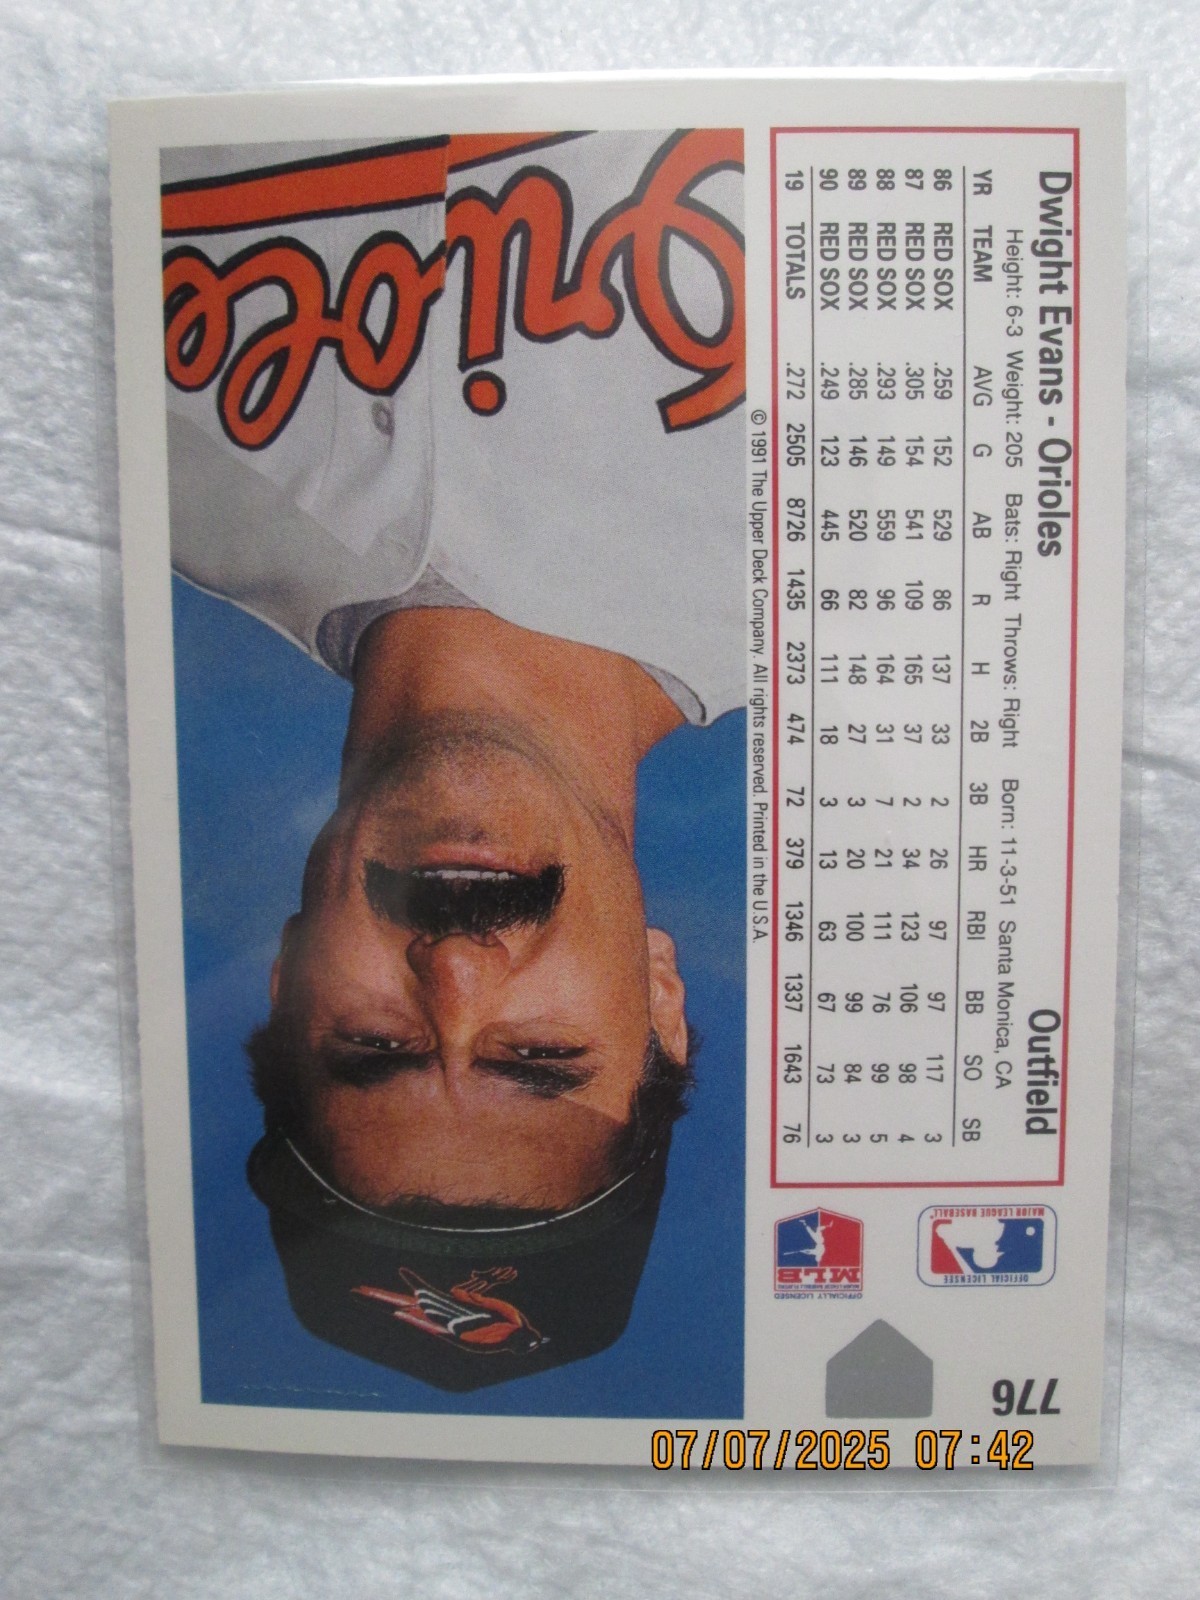 Dwight Evans - Orioles Outfield
Height: 6-3 Weight: 205 Bats: Right Throws: Right Born: 11-3-51 Santa Monica, CA
YR TEAM AVG G AB R H 2B 3B HR RBI BB SO SB
86 RED SOX .259 152 529 86 137 33 2 26 97 97 117 3
87 RED SOX .305 154 541 109 165 37 2 34 123 106 98 4
88 RED SOX .293 149 559 96 164 31 7 21 111 76 99 5
89 RED SOX .285 146 520 82 148 27 3 20 100 99 84 3
90 RED SOX .249 123 445 66 111 18 3 13 63 67 73 3
19 TOTALS .272 2505 8726 1435 2373 474 72 379 1346 1337 1643 76
© 1991 The Upper Deck Company. All rights reserved. Printed in the U.S.A.
Oriole
776
OFFICIAL LICENSEE
MAJOR LEAGUE BASEBALL
OFFICIALLY LICENSED
MAJOR LEAGUE BASEBALL PLAYERS
MLB
07/07/2025 07:42